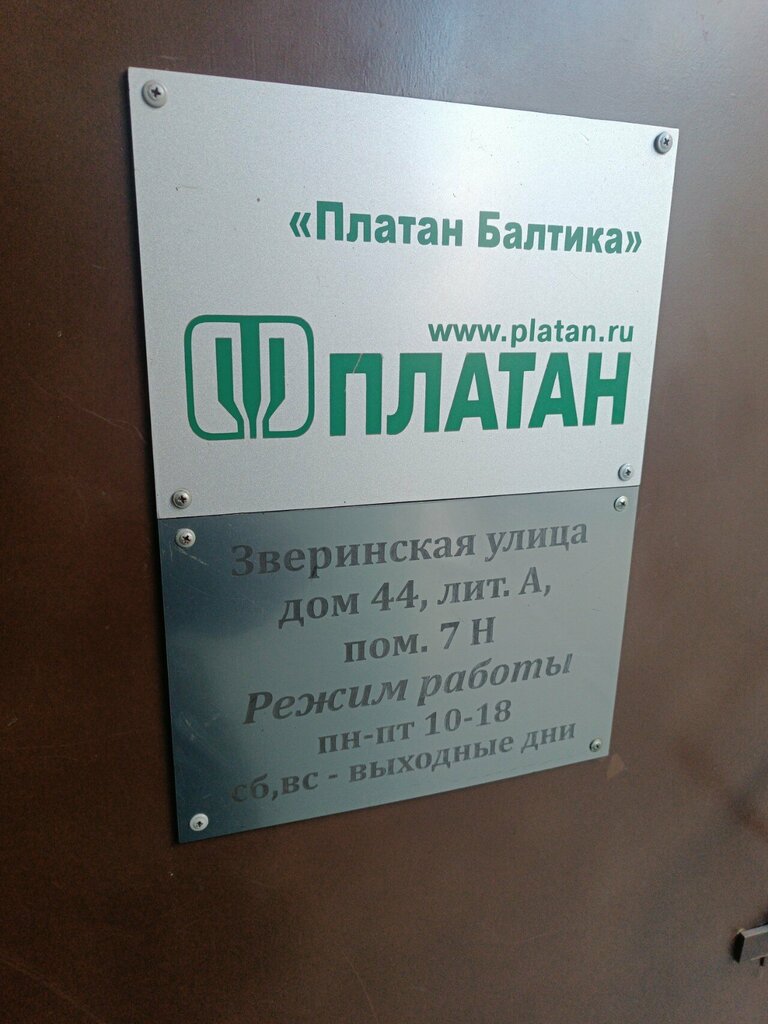 «Платан Балтика»
www.platan.ru
ПЛАТАН
Зверинская улица
дом 44, лит. А,
пом. 7 Н
Режим работы
пн-пт 10-18
сб,вс - выходные дни